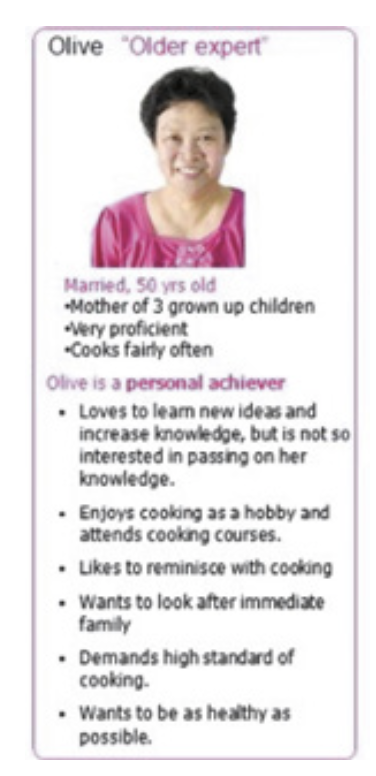 Olive "Older expert"
Married, 50 yrs old
•Mother of 3 grown up children
•Very proficient
•Cooks fairly often
Olive is a personal achiever
• Loves to learn new ideas and
increase knowledge, but is not so
interested in passing on her
knowledge.
• Enjoys cooking as a hobby and
attends cooking courses.
• Likes to reminisce with cooking
• Wants to look after immediate
family
• Demands high standard of
cooking.
• Wants to be as healthy as
possible.